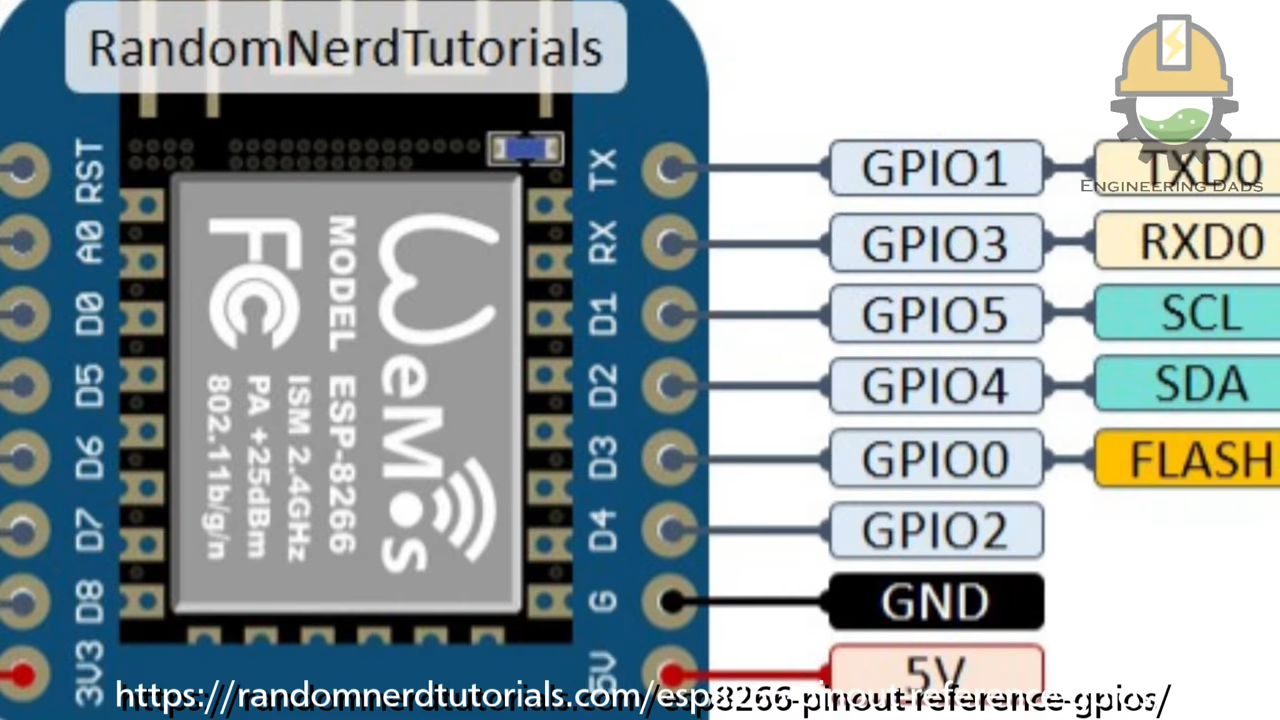 RandomNerdTutorials
ENGINEERING DADS
RST
A0
D0
D5
D6
D7
D8
3V3
WeMos
MODEL ESP-8266
ISM 2.4GHz
PA +25dBm
802.11b/g/n
FC
TX GPIO1 TXD0
RX GPIO3 RXD0
D1 GPIO5 SCL
D2 GPIO4 SDA
D3 GPIO0 FLASH
D4 GPIO2
G GND
5V 5V
https://randomnerdtutorials.com/esp8266-pinout-reference-gpios/